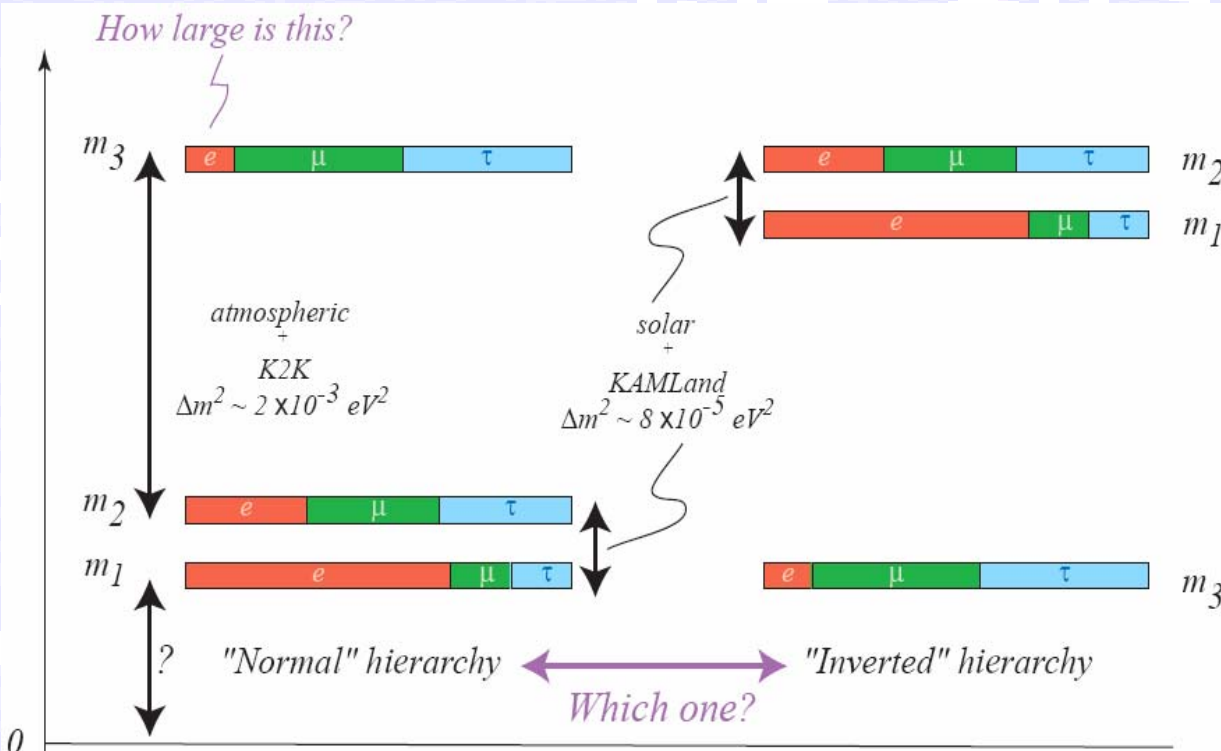 How large is this?
m3
e μ τ
e μ τ
m2
e μ τ
m1
atmospheric
+
K2K
Δm² ~ 2 x10⁻³ eV²
solar
+
KAMLand
Δm² ~ 8 x10⁻⁵ eV²
m2
e μ τ
m1
e μ τ
e μ τ
m3
?
"Normal" hierarchy
"Inverted" hierarchy
Which one?
0